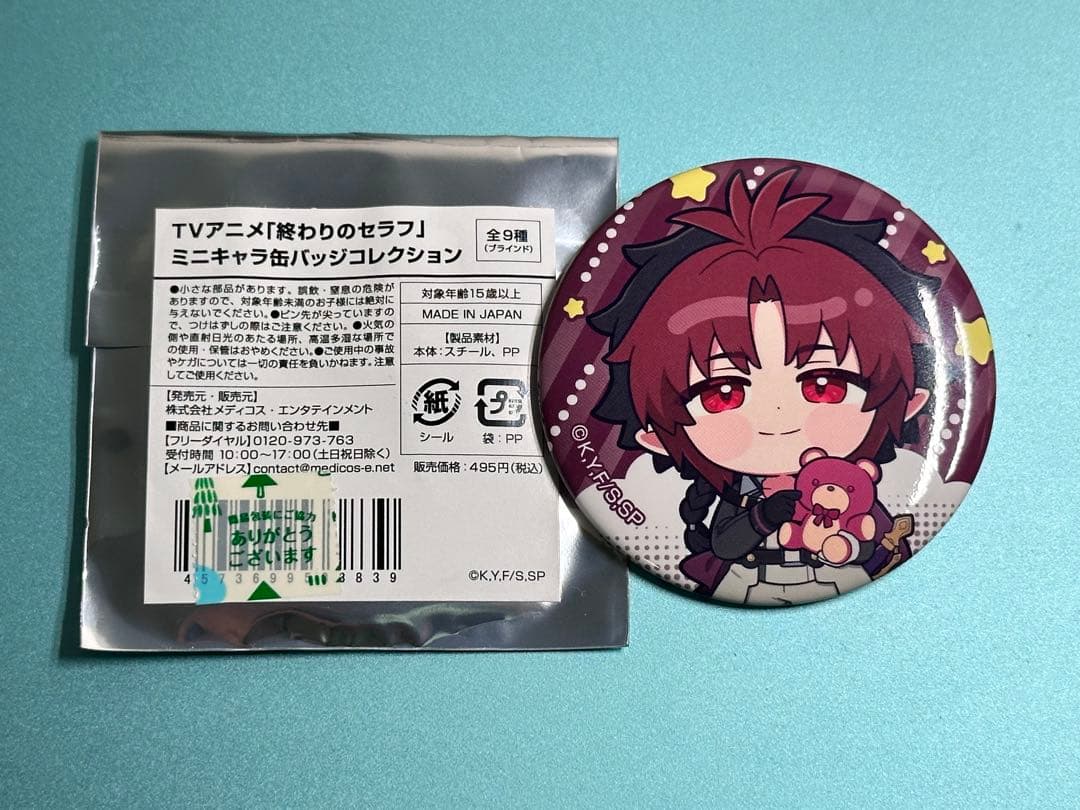 TVアニメ「終わりのセラフ」
ミニキャラ缶バッジコレクション
全9種
(ブラインド)
●小さな部品があります。誤飲・窒息の危険が
ありますので、対象年齢未満のお子様には絶対に
与えないでください。●ピン先が尖っていますの
で、つけはずしの際はご注意ください。●火気の
側や直射日光のあたる場所、高温多湿な場所で
の使用・保管はおやめください。●ご使用中の事故
やケガについては一切の責任を負いかねます。注意
してご使用ください。
【発売元・販売元】
株式会社メディコス・エンタテインメント
■商品に関するお問い合わせ先■
【フリーダイヤル】0120-973-763
受付時間 10:00~17:00(土日祝日除く)
【メールアドレス】contact@medicos-e.net
対象年齢15歳以上
MADE IN JAPAN
【製品素材】
本体:スチール、PP
紙
シール
プラ
袋:PP
販売価格:495円(税込)
商品包装にご協力
ありがとう
ございます
4 573699 5 8839
©K,Y,F/S,SP
©K,Y,F/S,SP